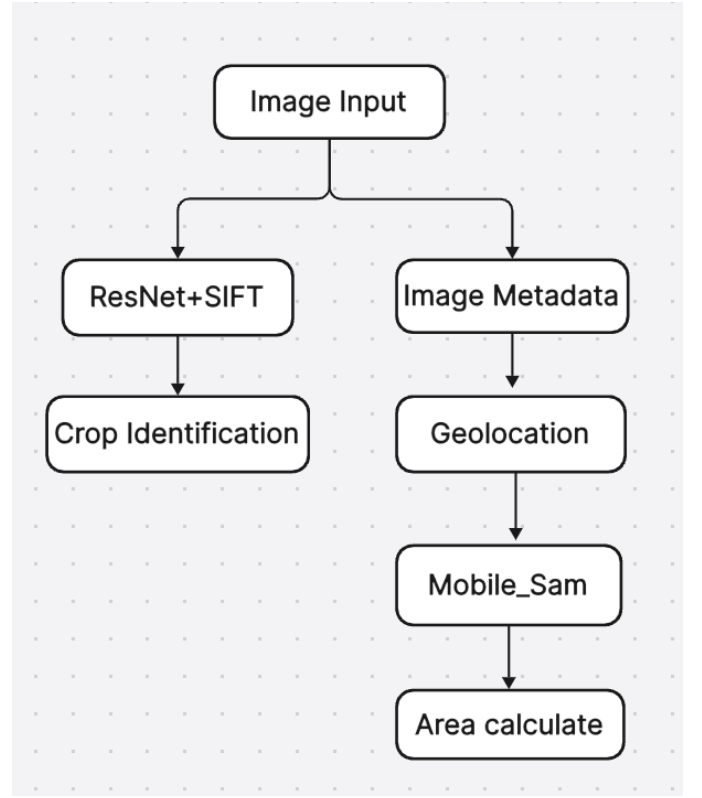 Image Input
ResNet+SIFT
Image Metadata
Crop Identification
Geolocation
Mobile_Sam
Area calculate